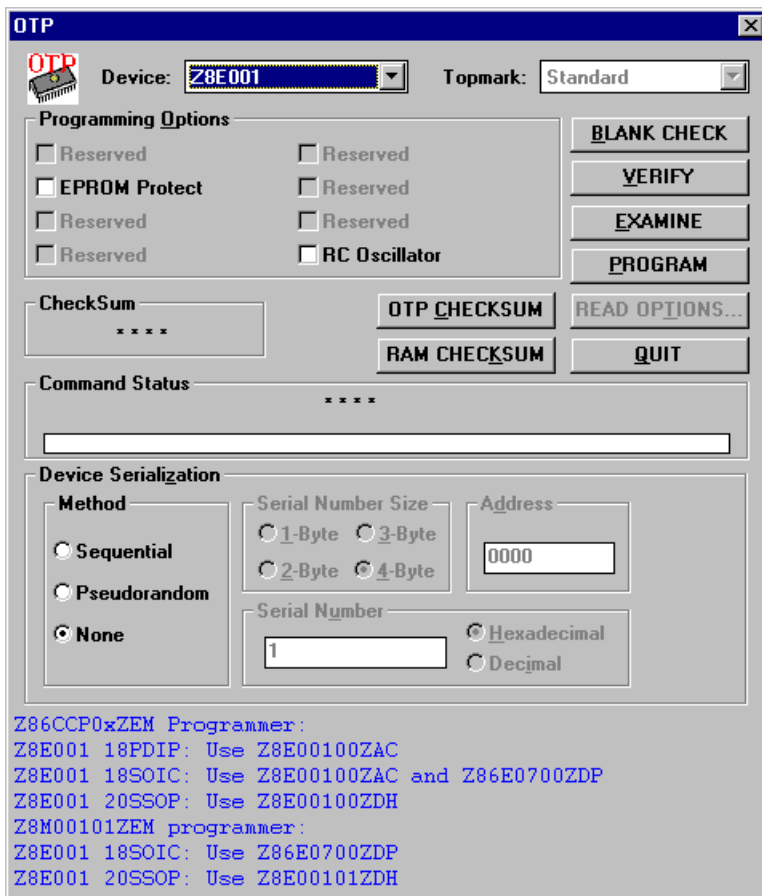 OTP
OTP
Device: Z8E001 Topmark: Standard
Programming Options
Reserved Reserved
EPROM Protect Reserved
Reserved Reserved
Reserved RC Oscillator
BLANK CHECK
VERIFY
EXAMINE
PROGRAM
CheckSum
* * * *
OTP CHECKSUM READ OPTIONS...
RAM CHECKSUM QUIT
Command Status
* * * *
Device Serialization
Method
Sequential
Pseudorandom
None
Serial Number Size
1-Byte 3-Byte
2-Byte 4-Byte
Address
0000
Serial Number
1
Hexadecimal
Decimal
Z86CCP0xZEM Programmer:
Z8E001 18PDIP: Use Z8E00100ZAC
Z8E001 18SOIC: Use Z8E00100ZAC and Z86E0700ZDP
Z8E001 20SSOP: Use Z8E00100ZDH
Z8M00101ZEM programmer:
Z8E001 18SOIC: Use Z86E0700ZDP
Z8E001 20SSOP: Use Z8E00101ZDH